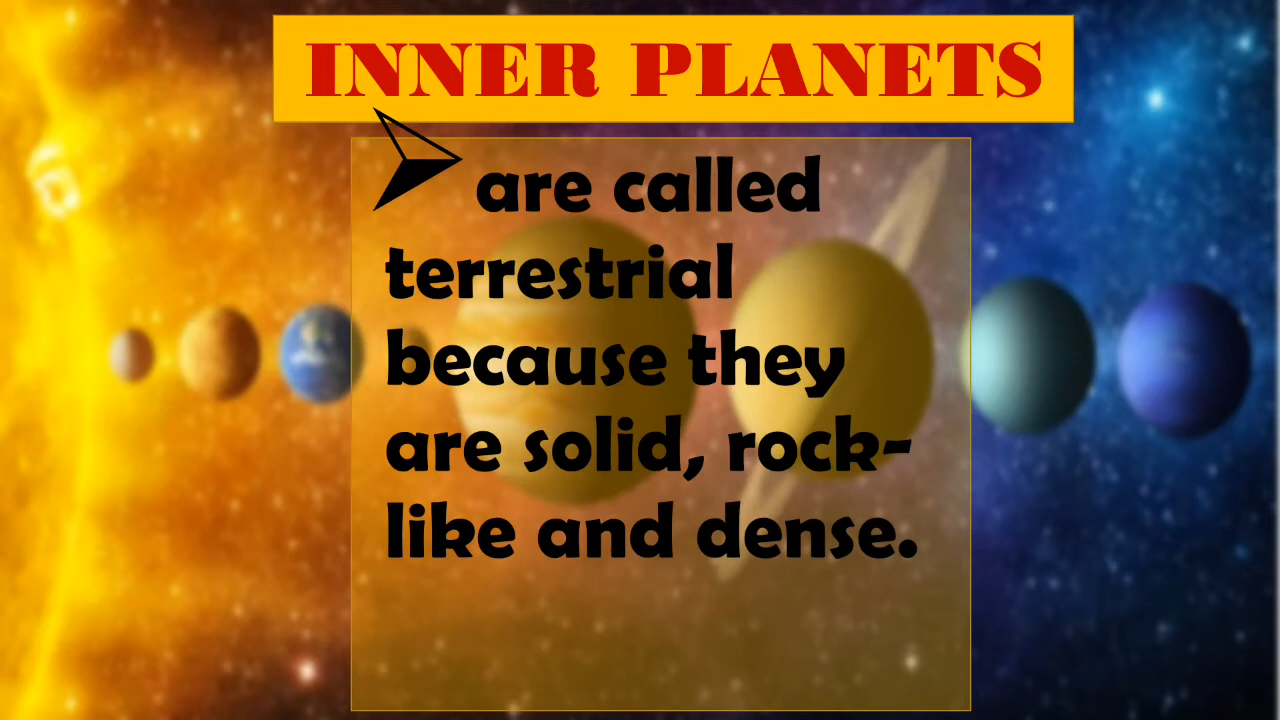 INNER PLANETS
are called
terrestrial
because they
are solid, rock-
like and dense.